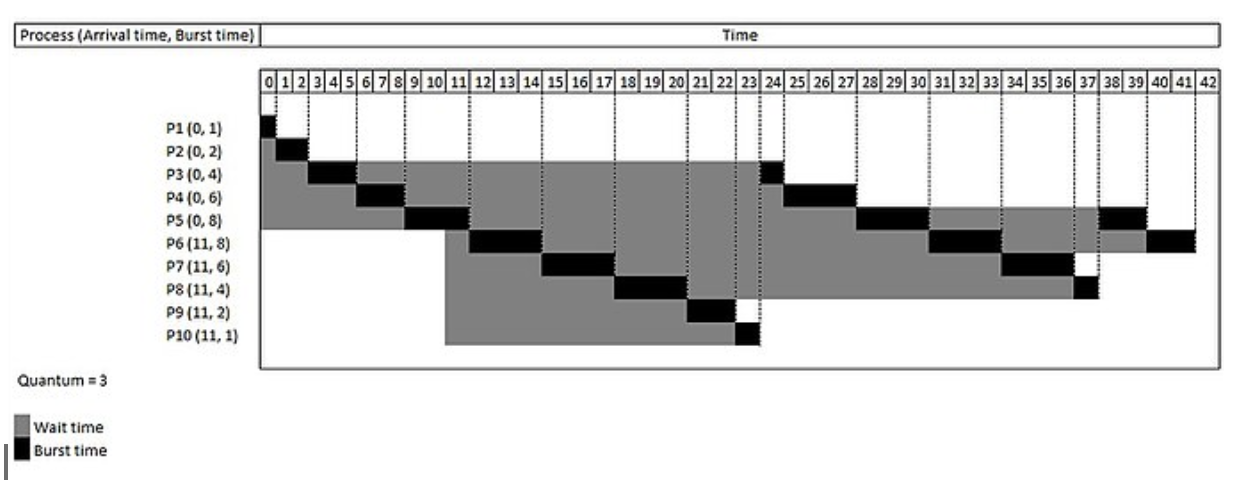 Process (Arrival time, Burst time) Time
0 1 2 3 4 5 6 7 8 9 10 11 12 13 14 15 16 17 18 19 20 21 22 23 24 25 26 27 28 29 30 31 32 33 34 35 36 37 38 39 40 41 42
P1 (0, 1)
P2 (0, 2)
P3 (0, 4)
P4 (0, 6)
P5 (0, 8)
P6 (11, 8)
P7 (11, 6)
P8 (11, 4)
P9 (11, 2)
P10 (11, 1)
Quantum = 3
Wait time
Burst time